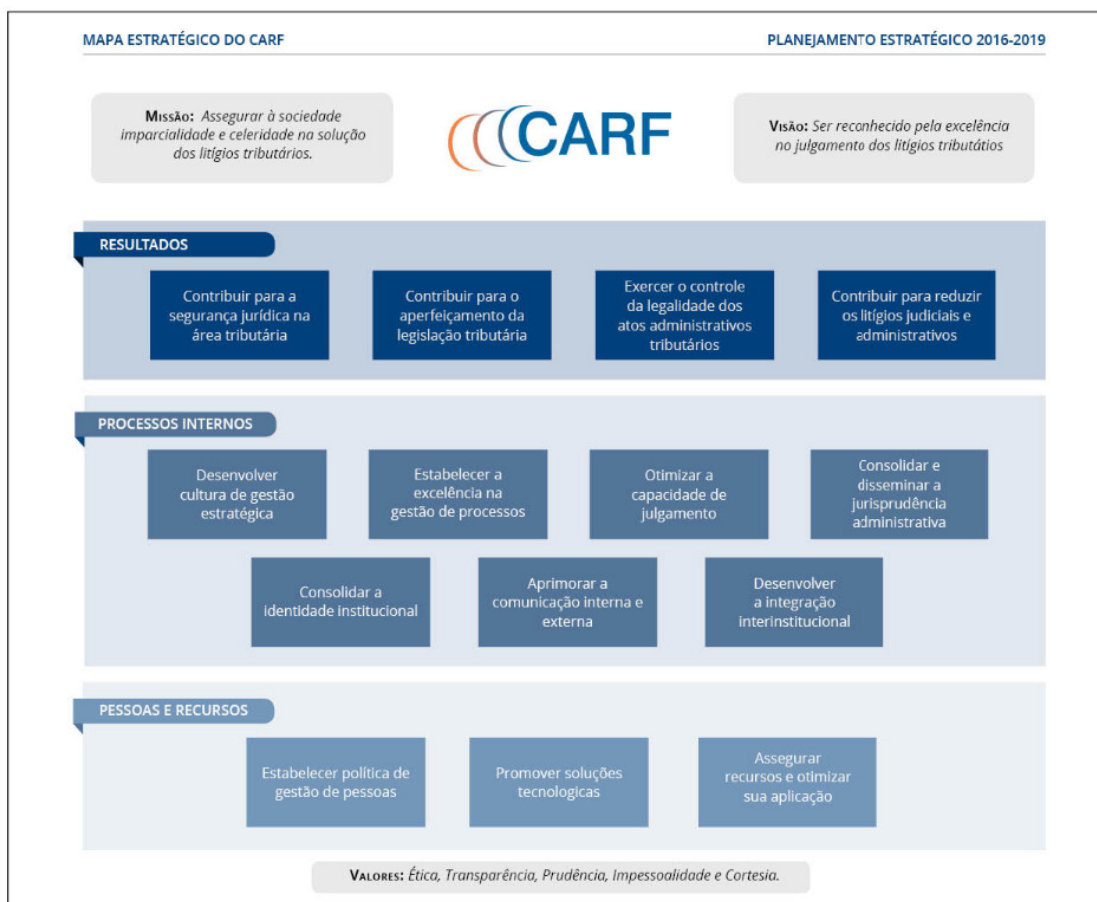 MAPA ESTRATÉGICO DO CARF
PLANEJAMENTO ESTRATÉGICO 2016-2019
MISSÃO: Assegurar à sociedade
imparcialidade e celeridade na solução
dos litígios tributários.
CARF
VISÃO: Ser reconhecido pela excelência
no julgamento dos litígios tributátios
RESULTADOS
Contribuir para a
segurança jurídica na
área tributária
Contribuir para o
aperfeiçoamento da
legislação tributária
Exercer o controle
da legalidade dos
atos administrativos
tributários
Contribuir para reduzir
os litígios judiciais e
administrativos
PROCESSOS INTERNOS
Desenvolver
cultura de gestão
estratégica
Estabelecer a
excelência na
gestão de processos
Otimizar a
capacidade de
julgamento
Consolidar e
disseminar a
jurisprudência
administrativa
Consolidar a
identidade institucional
Aprimorar a
comunicação interna e
externa
Desenvolver
a integração
interinstitucional
PESSOAS E RECURSOS
Estabelecer política de
gestão de pessoas
Promover soluções
tecnologicas
Assegurar
recursos e otimizar
sua aplicação
VALORES: Ética, Transparência, Prudência, Impessoalidade e Cortesia.